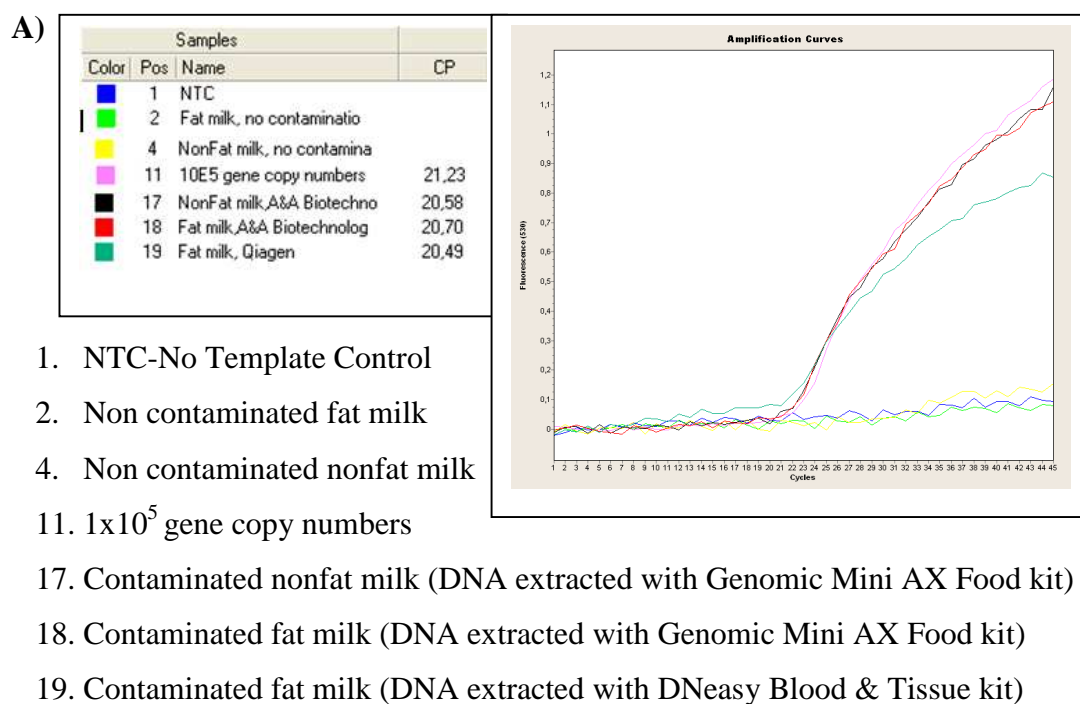 A)
Samples
Color Pos Name CP
1 NTC
2 Fat milk, no contaminatio
4 NonFat milk, no contamina
11 10E5 gene copy numbers 21,23
17 NonFat milk,A&A Biotechno 20,58
18 Fat milk,A&A Biotechnolog 20,70
19 Fat milk, Qiagen 20,49
Amplification Curves
Fluorescence (530)
1,2
1,1
1
0,9
0,8
0,7
0,6
0,5
0,4
0,3
0,2
0,1
0
1 2 3 4 5 6 7 8 9 10 11 12 13 14 15 16 17 18 19 20 21 22 23 24 25 26 27 28 29 30 31 32 33 34 35 36 37 38 39 40 41 42 43 44 45
Cycles
1. NTC-No Template Control
2. Non contaminated fat milk
4. Non contaminated nonfat milk
11. 1x10⁵ gene copy numbers
17. Contaminated nonfat milk (DNA extracted with Genomic Mini AX Food kit)
18. Contaminated fat milk (DNA extracted with Genomic Mini AX Food kit)
19. Contaminated fat milk (DNA extracted with DNeasy Blood & Tissue kit)